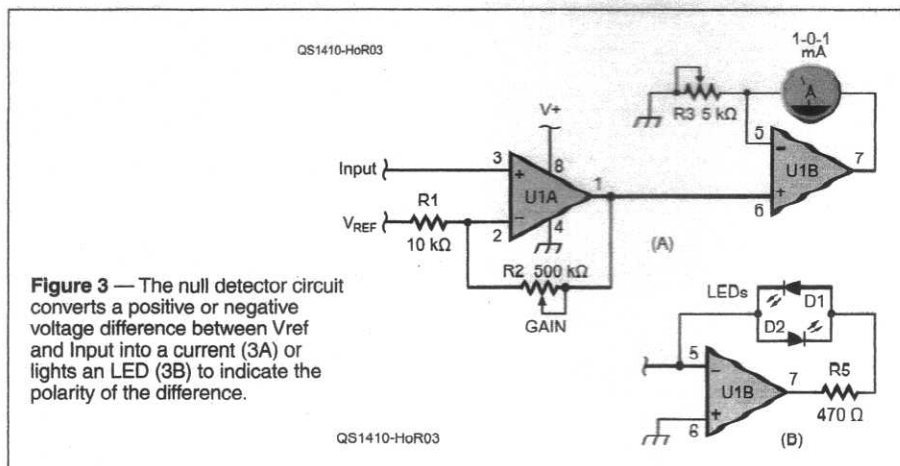 QS1410-HoR03
1-0-1
mA
A
R3 5 kΩ
V+
5
-
7
U1B
+
6
Input
3
+
8
U1A
1
R1
VREF
10 kΩ
2
-
4
(A)
R2 500 kΩ
GAIN
Figure 3 — The null detector circuit
converts a positive or negative
voltage difference between Vref
and Input into a current (3A) or
lights an LED (3B) to indicate the
polarity of the difference.
LEDs
D1
D2
5
-
7
R5
U1B
470 Ω
+
6
(B)
QS1410-HoR03